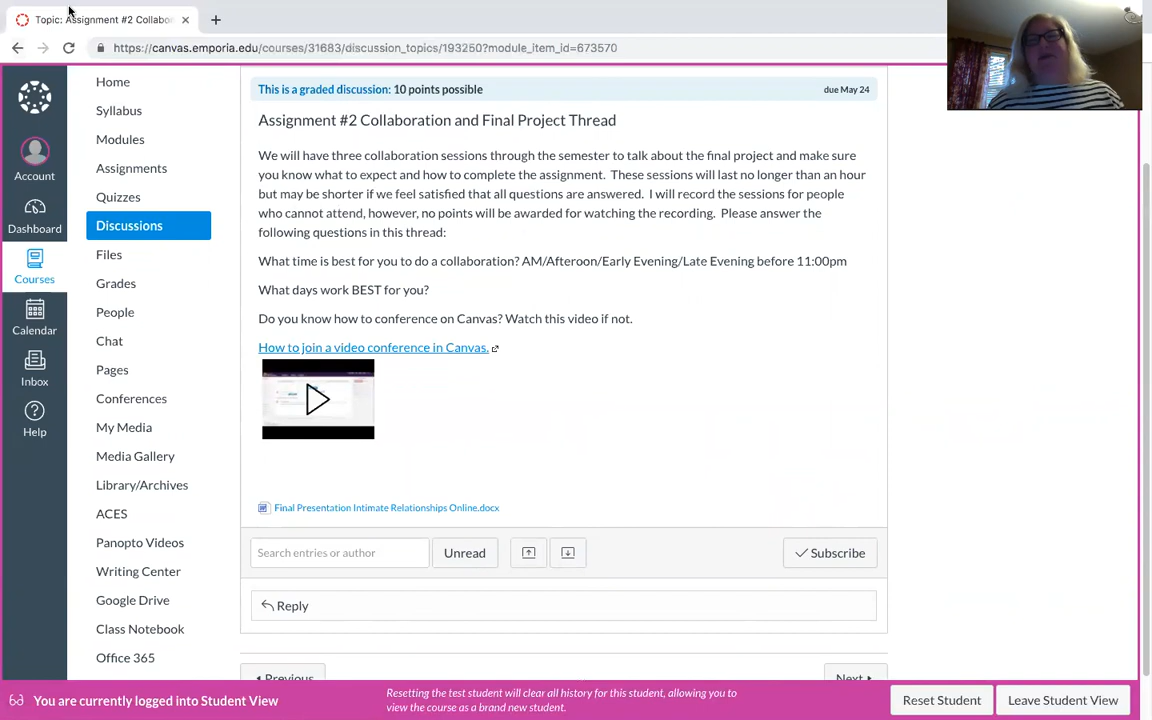 Topic: Assignment #2 Collabo
https://canvas.emporia.edu/courses/31683/discussion_topics/193250?module_item_id=673570
Account
Dashboard
Courses
Calendar
Inbox
Help
Home
Syllabus
Modules
Assignments
Quizzes
Discussions
Files
Grades
People
Chat
Pages
Conferences
My Media
Media Gallery
Library/Archives
ACES
Panopto Videos
Writing Center
Google Drive
Class Notebook
Office 365
This is a graded discussion: 10 points possible
due May 24
Assignment #2 Collaboration and Final Project Thread
We will have three collaboration sessions through the semester to talk about the final project and make sure
you know what to expect and how to complete the assignment. These sessions will last no longer than an hour
but may be shorter if we feel satisfied that all questions are answered. I will record the sessions for people
who cannot attend, however, no points will be awarded for watching the recording. Please answer the
following questions in this thread:
What time is best for you to do a collaboration? AM/Afteroon/Early Evening/Late Evening before 11:00pm
What days work BEST for you?
Do you know how to conference on Canvas? Watch this video if not.
How to join a video conference in Canvas.
Final Presentation Intimate Relationships Online.docx
Search entries or author
Unread
Subscribe
Reply
Previous
Next
You are currently logged into Student View
Resetting the test student will clear all history for this student, allowing you to
view the course as a brand new student.
Reset Student
Leave Student View